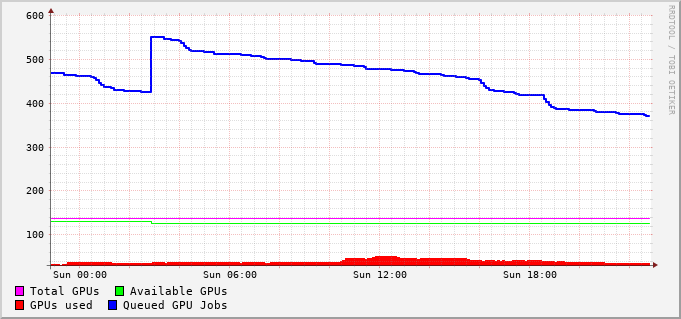 600
500
400
300
200
100
Sun 00:00 Sun 06:00 Sun 12:00 Sun 18:00
Total GPUs Available GPUs
GPUs used Queued GPU Jobs
RRDTOOL / TOBI OETIKER